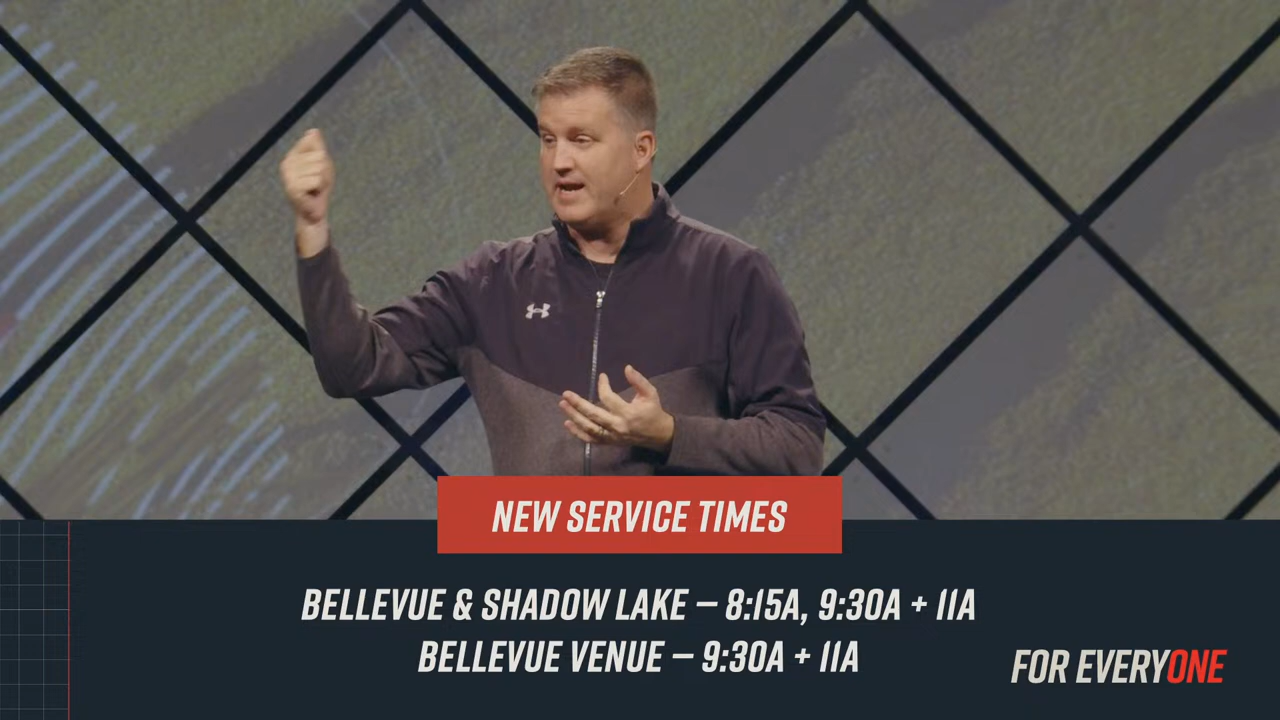 NEW SERVICE TIMES
BELLEVUE & SHADOW LAKE – 8:15A, 9:30A + 11A
BELLEVUE VENUE – 9:30A + 11A
FOR EVERYONE